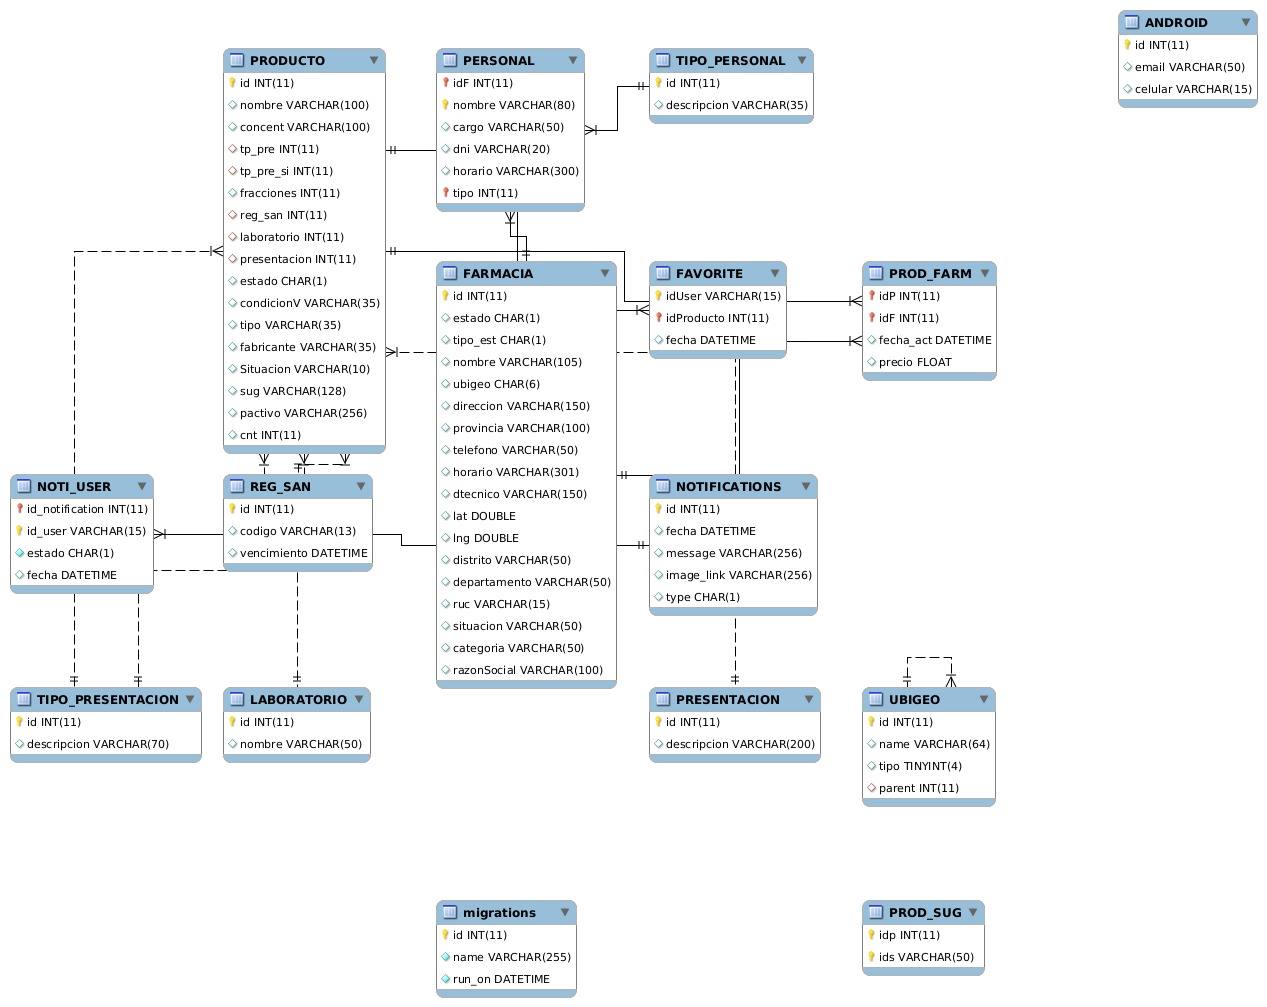 ANDROID
id INT(11)
email VARCHAR(50)
celular VARCHAR(15)
PRODUCTO
id INT(11)
nombre VARCHAR(100)
concent VARCHAR(100)
tp_pre INT(11)
tp_pre_si INT(11)
fracciones INT(11)
reg_san INT(11)
laboratorio INT(11)
presentacion INT(11)
estado CHAR(1)
condicionV VARCHAR(35)
tipo VARCHAR(35)
fabricante VARCHAR(35)
Situacion VARCHAR(10)
sug VARCHAR(128)
pactivo VARCHAR(256)
cnt INT(11)
PERSONAL
idF INT(11)
nombre VARCHAR(80)
cargo VARCHAR(50)
dni VARCHAR(20)
horario VARCHAR(300)
tipo INT(11)
TIPO_PERSONAL
id INT(11)
descripcion VARCHAR(35)
FARMACIA
id INT(11)
estado CHAR(1)
tipo_est CHAR(1)
nombre VARCHAR(105)
ubigeo CHAR(6)
direccion VARCHAR(150)
provincia VARCHAR(100)
telefono VARCHAR(50)
horario VARCHAR(301)
dtecnico VARCHAR(150)
lat DOUBLE
lng DOUBLE
distrito VARCHAR(50)
departamento VARCHAR(50)
ruc VARCHAR(15)
situacion VARCHAR(50)
categoria VARCHAR(50)
razonSocial VARCHAR(100)
FAVORITE
idUser VARCHAR(15)
idProducto INT(11)
fecha DATETIME
PROD_FARM
idP INT(11)
idF INT(11)
fecha_act DATETIME
precio FLOAT
NOTI_USER
id_notification INT(11)
id_user VARCHAR(15)
estado CHAR(1)
fecha DATETIME
REG_SAN
id INT(11)
codigo VARCHAR(13)
vencimiento DATETIME
NOTIFICATIONS
id INT(11)
fecha DATETIME
message VARCHAR(256)
image_link VARCHAR(256)
type CHAR(1)
TIPO_PRESENTACION
id INT(11)
descripcion VARCHAR(70)
LABORATORIO
id INT(11)
nombre VARCHAR(50)
PRESENTACION
id INT(11)
descripcion VARCHAR(200)
UBIGEO
id INT(11)
name VARCHAR(64)
tipo TINYINT(4)
parent INT(11)
migrations
id INT(11)
name VARCHAR(255)
run_on DATETIME
PROD_SUG
idp INT(11)
ids VARCHAR(50)